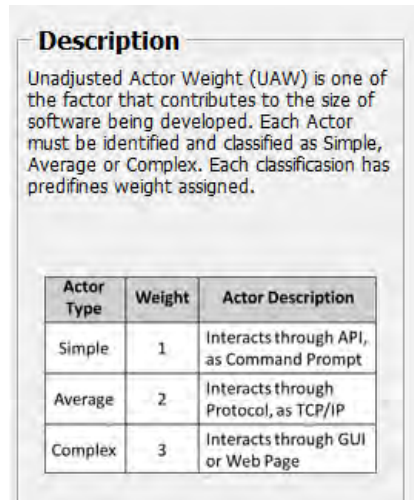 Description
Unadjusted Actor Weight (UAW) is one of
the factor that contributes to the size of
software being developed. Each Actor
must be identified and classified as Simple,
Average or Complex. Each classificasion has
predifines weight assigned.
Actor Type Weight Actor Description
Simple 1 Interacts through API, as Command Prompt
Average 2 Interacts through Protocol, as TCP/IP
Complex 3 Interacts through GUI or Web Page